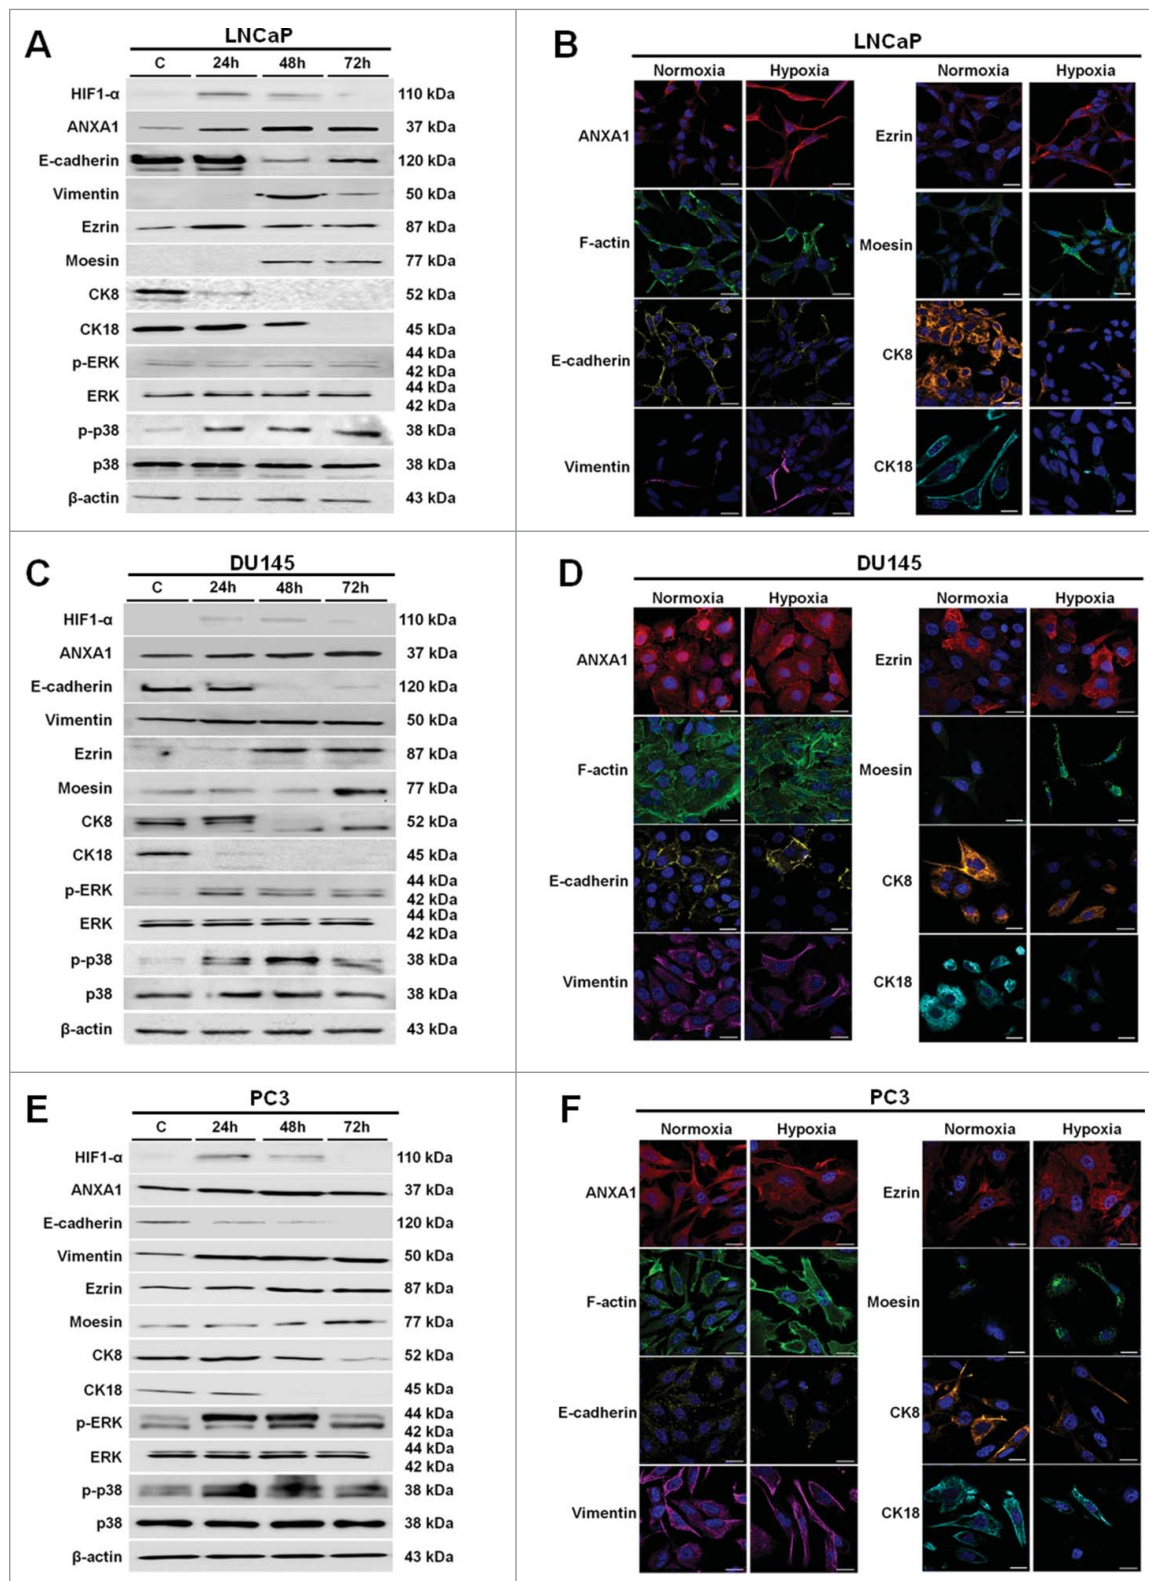 A
LNCaP
C 24h 48h 72h
HIF1-α 110 kDa
ANXA1 37 kDa
E-cadherin 120 kDa
Vimentin 50 kDa
Ezrin 87 kDa
Moesin 77 kDa
CK8 52 kDa
CK18 45 kDa
p-ERK 44 kDa
42 kDa
ERK 44 kDa
42 kDa
p-p38 38 kDa
p38 38 kDa
β-actin 43 kDa
B
LNCaP
Normoxia Hypoxia Normoxia Hypoxia
ANXA1 Ezrin
F-actin Moesin
E-cadherin CK8
Vimentin CK18
C
DU145
C 24h 48h 72h
HIF1-α 110 kDa
ANXA1 37 kDa
E-cadherin 120 kDa
Vimentin 50 kDa
Ezrin 87 kDa
Moesin 77 kDa
CK8 52 kDa
CK18 45 kDa
p-ERK 44 kDa
42 kDa
ERK 44 kDa
42 kDa
p-p38 38 kDa
p38 38 kDa
β-actin 43 kDa
D
DU145
Normoxia Hypoxia Normoxia Hypoxia
ANXA1 Ezrin
F-actin Moesin
E-cadherin CK8
Vimentin CK18
E
PC3
C 24h 48h 72h
HIF1-α 110 kDa
ANXA1 37 kDa
E-cadherin 120 kDa
Vimentin 50 kDa
Ezrin 87 kDa
Moesin 77 kDa
CK8 52 kDa
CK18 45 kDa
p-ERK 44 kDa
42 kDa
ERK 44 kDa
42 kDa
p-p38 38 kDa
p38 38 kDa
β-actin 43 kDa
F
PC3
Normoxia Hypoxia Normoxia Hypoxia
ANXA1 Ezrin
F-actin Moesin
E-cadherin CK8
Vimentin CK18